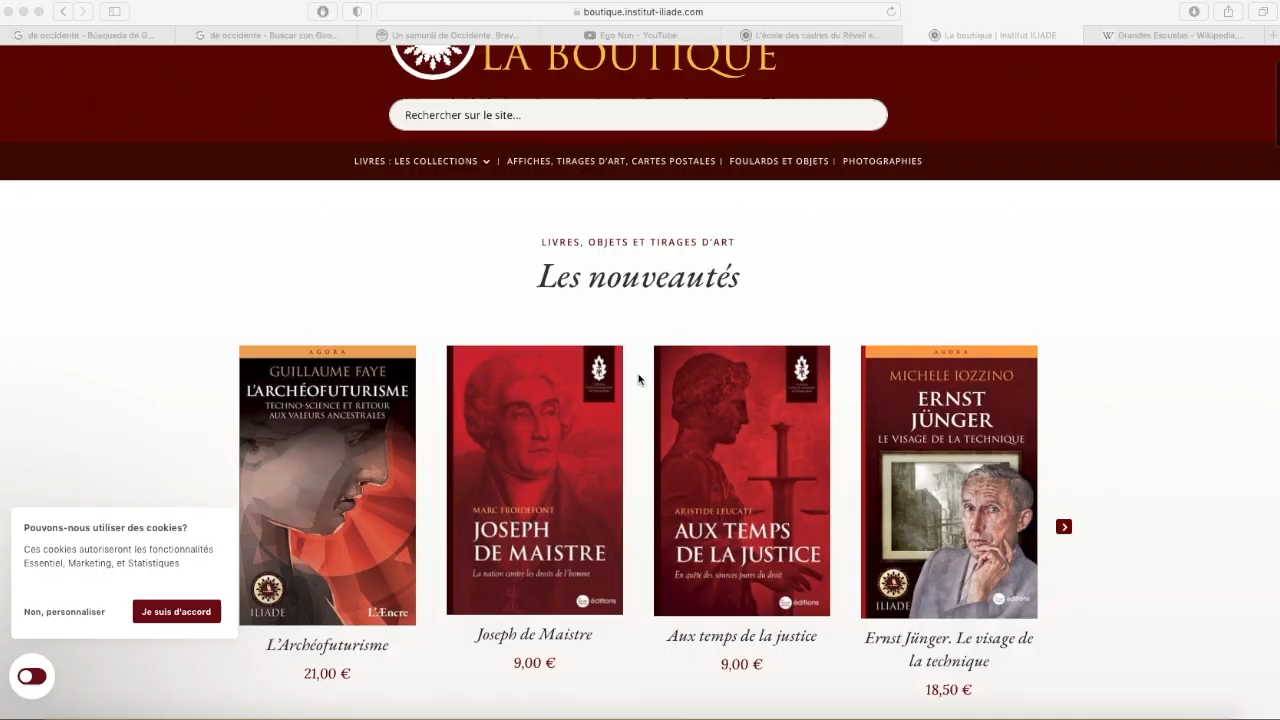 boutique.institut-iliade.com
de occidente - Búsqueda de G...
de occidente - Buscar con Goo...
Un samurái de Occidente, Brev...
Ego Non - YouTube
L'école des cadres du Réveil e...
La boutique | Institut ILIADE
Grandes Escuelas - Wikipedia,...
LA BOUTIQUE
Rechercher sur le site...
LIVRES : LES COLLECTIONS | AFFICHES, TIRAGES D'ART, CARTES POSTALES | FOULARDS ET OBJETS | PHOTOGRAPHIES
LIVRES, OBJETS ET TIRAGES D'ART
Les nouveautés
AGORA
GUILLAUME FAYE
L'ARCHÉOFUTURISME
TECHNO-SCIENCE ET RETOUR
AUX VALEURS ANCESTRALES
ILIADE
L'Æncre
MARC FROIDEFONT
JOSEPH
DE MAISTRE
La nation contre les droits de l'homme
éditions
ARISTIDE LEUCATE
AUX TEMPS
DE LA JUSTICE
En quête des sources pures du droit
éditions
AGORA
MICHELE IOZZINO
ERNST
JÜNGER
LE VISAGE DE LA TECHNIQUE
ILIADE
éditions
L'Archéofuturisme
21,00 €
Joseph de Maistre
9,00 €
Aux temps de la justice
9,00 €
Ernst Jünger. Le visage de
la technique
18,50 €
Pouvons-nous utiliser des cookies?
Ces cookies autoriseront les fonctionnalités
Essentiel, Marketing, et Statistiques
Non, personnaliser
Je suis d'accord